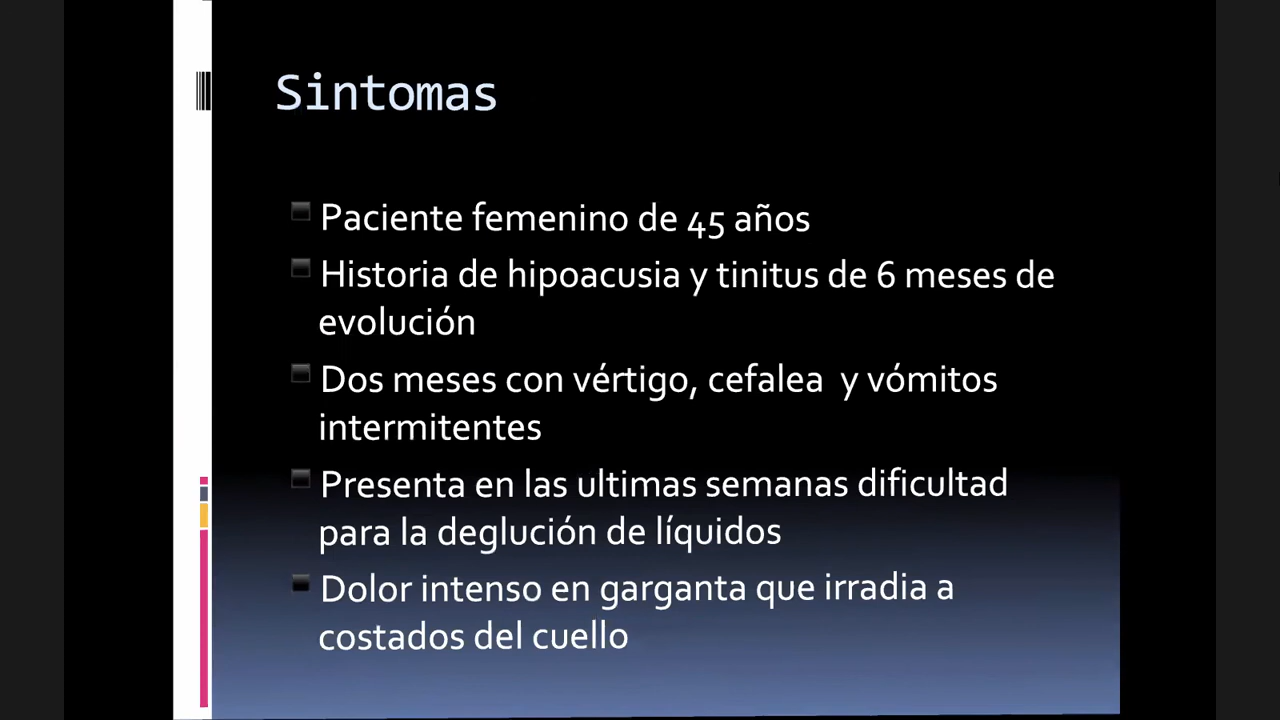 Sintomas
Paciente femenino de 45 años
Historia de hipoacusia y tinitus de 6 meses de
evolución
Dos meses con vértigo, cefalea y vómitos
intermitentes
Presenta en las ultimas semanas dificultad
para la deglución de líquidos
Dolor intenso en garganta que irradia a
costados del cuello